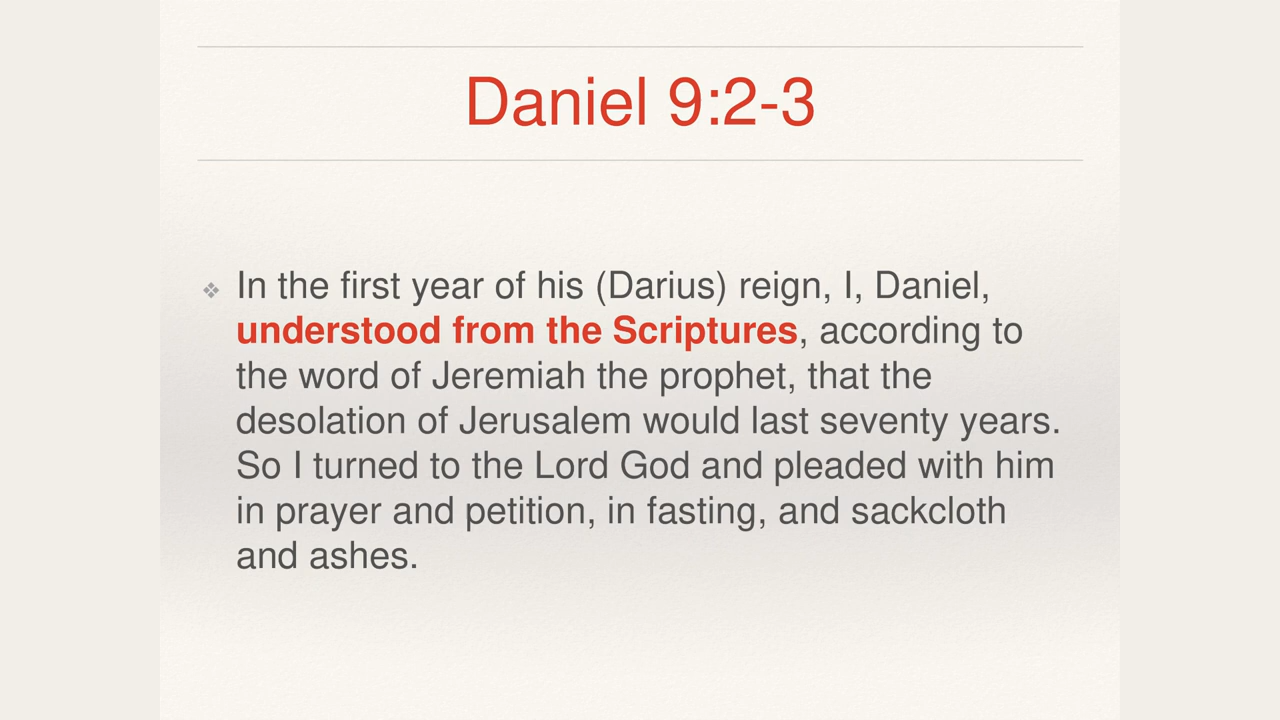 Daniel 9:2-3
❖ In the first year of his (Darius) reign, I, Daniel,
understood from the Scriptures, according to
the word of Jeremiah the prophet, that the
desolation of Jerusalem would last seventy years.
So I turned to the Lord God and pleaded with him
in prayer and petition, in fasting, and sackcloth
and ashes.